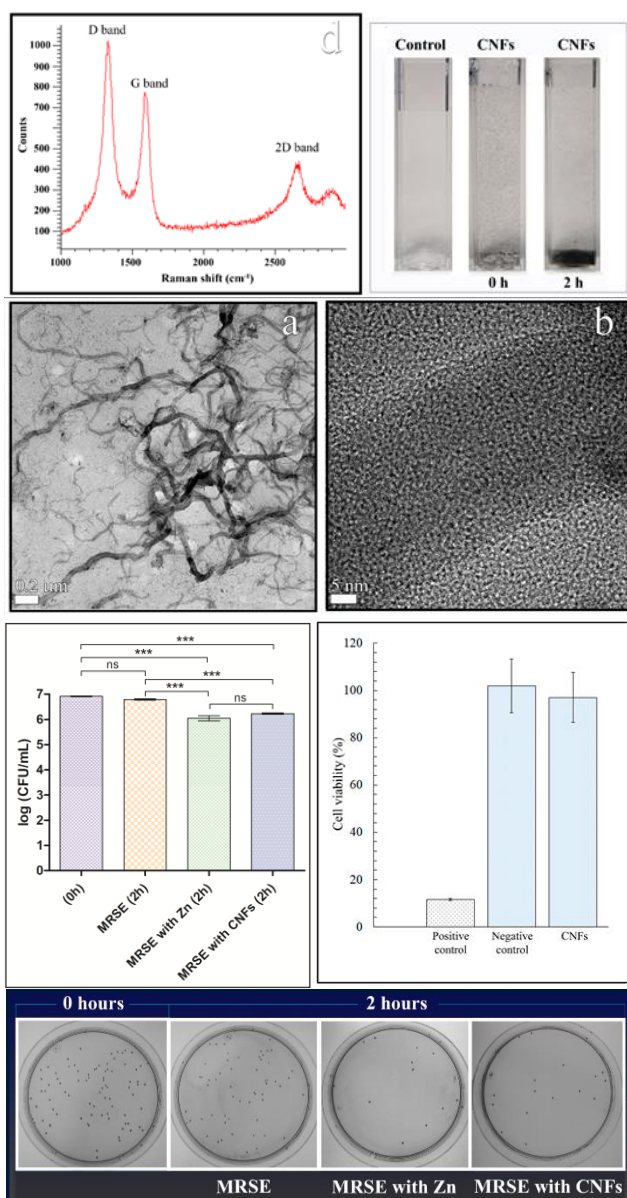 d
D band
G band
2D band
1000
900
800
700
600
500
400
300
200
100
1000
1500
2000
2500
Counts
Raman shift (cm⁻¹)
Control CNFs CNFs
0 h 2 h
a
0.2 um
b
5 nm
***
***
ns
***
***
ns
7
6
5
4
3
2
1
0
log (CFU/mL)
(0h)
MRSE (2h)
MRSE with Zn (2h)
MRSE with CNFs (2h)
120
100
80
60
40
20
0
Cell viability (%)
Positive control
Negative control
CNFs
0 hours 2 hours
MRSE MRSE with Zn MRSE with CNFs